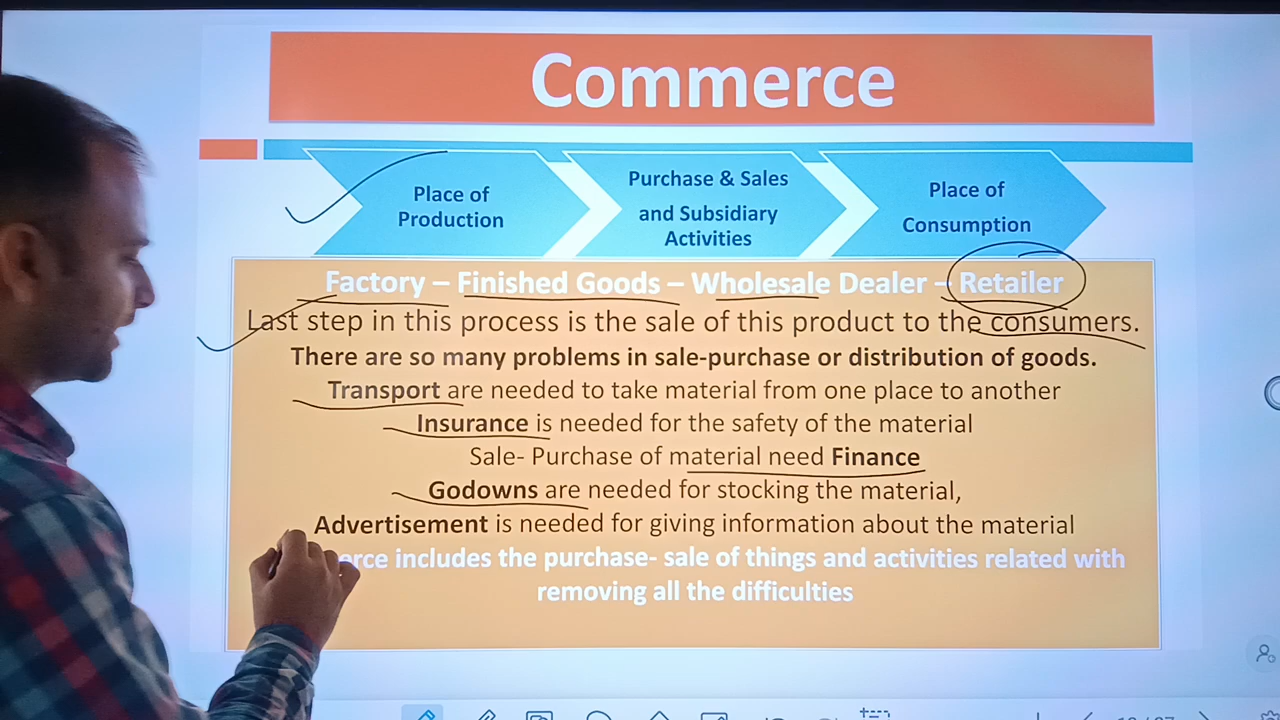 Commerce
Place of
Production
Purchase & Sales
and Subsidiary
Activities
Place of
Consumption
Factory – Finished Goods – Wholesale Dealer – Retailer
Last step in this process is the sale of this product to the consumers.
There are so many problems in sale-purchase or distribution of goods.
Transport are needed to take material from one place to another
Insurance is needed for the safety of the material
Sale- Purchase of material need Finance
Godowns are needed for stocking the material,
Advertisement is needed for giving information about the material
includes the purchase- sale of things and activities related with
removing all the difficulties